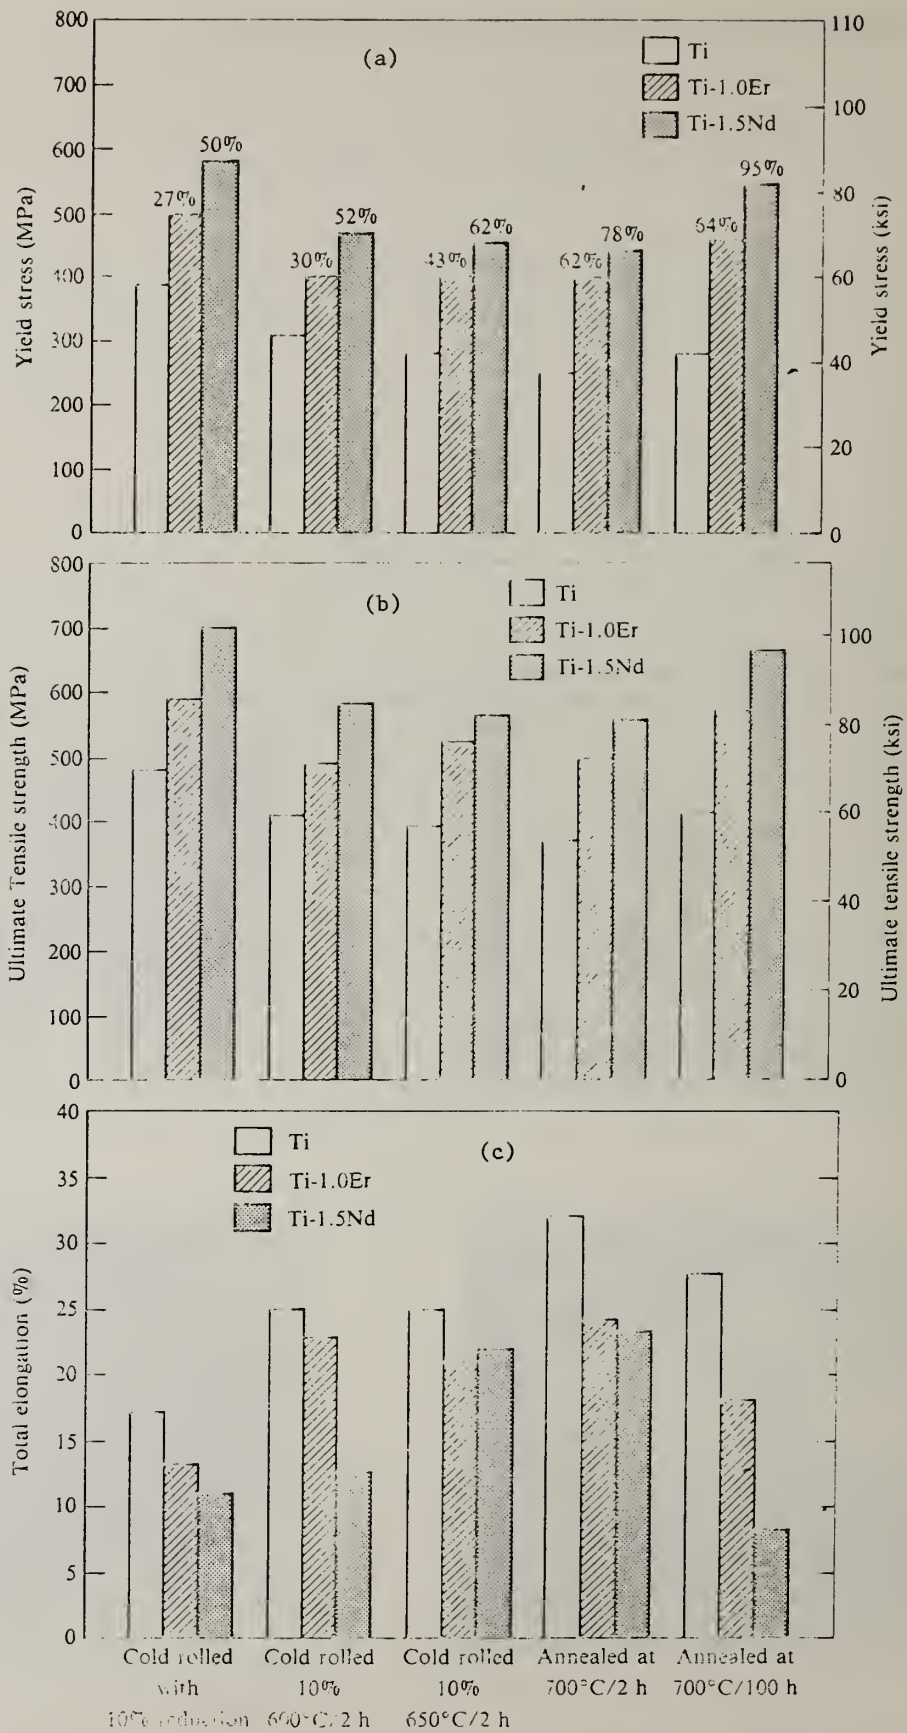 800
700
600
500
400
300
200
100
0
Yield stress (MPa)
(a)
Ti
Ti-1.0Er
Ti-1.5Nd
27%
50%
30%
52%
43%
62%
62%
78%
64%
95%
110
100
80
60
40
20
0
Yield stress (ksi)
800
700
600
500
400
300
200
100
0
Ultimate Tensile strength (MPa)
(b)
Ti
Ti-1.0Er
Ti-1.5Nd
100
80
60
40
20
0
Ultimate tensile strength (ksi)
40
35
30
25
20
15
10
5
0
Total elongation (%)
Ti
Ti-1.0Er
Ti-1.5Nd
(c)
Cold rolled
with
10% reduction
Cold rolled
10%
600°C/2 h
Cold rolled
10%
650°C/2 h
Annealed at
700°C/2 h
Annealed at
700°C/100 h